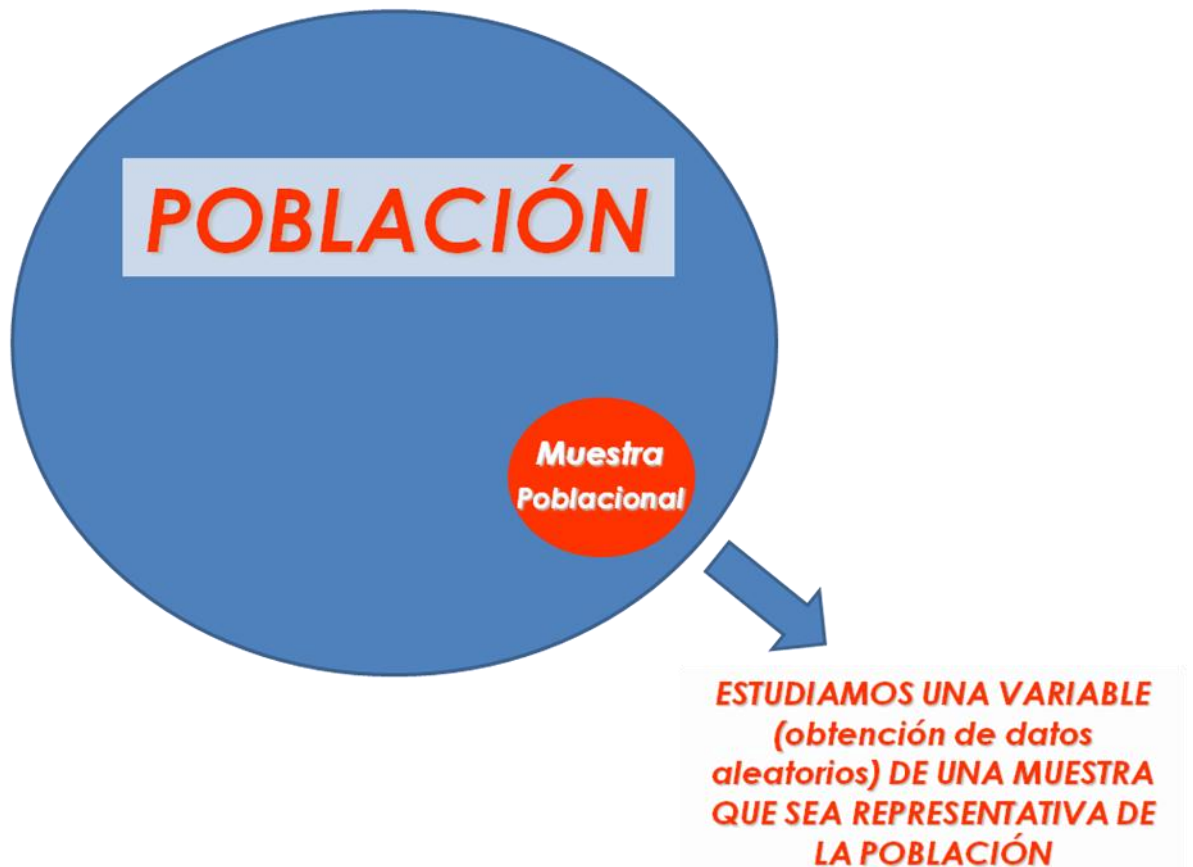 POBLACIÓN
Muestra
Poblacional
ESTUDIAMOS UNA VARIABLE
(obtención de datos
aleatorios) DE UNA MUESTRA
QUE SEA REPRESENTATIVA DE
LA POBLACIÓN